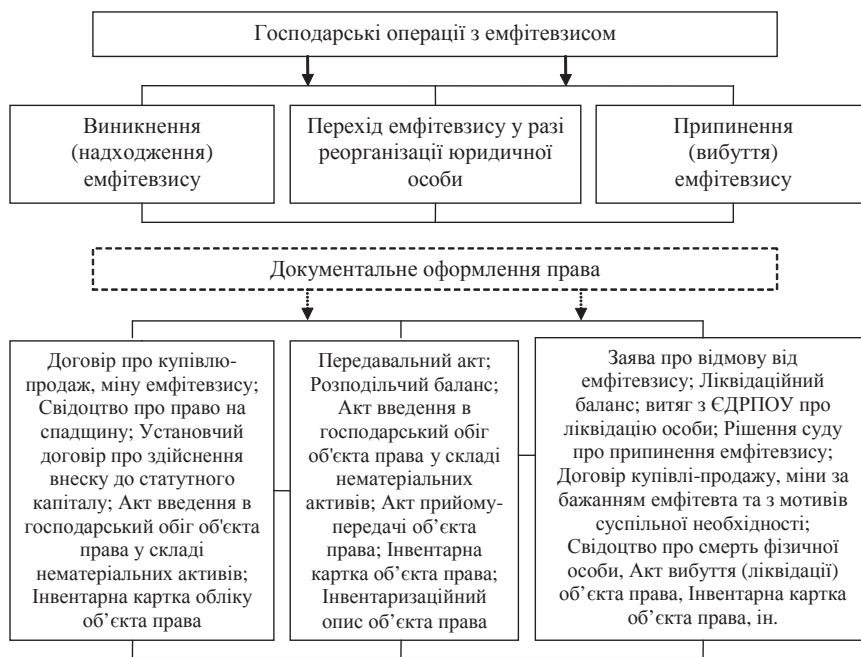 Господарські операції з емфітевзисом
Виникнення
(надходження)
емфітевзису
Перехід емфітевзису у разі
реорганізації юридичної
особи
Припинення
(вибуття)
емфітевзису
Документальне оформлення права
Договір про купівлю-
продаж, міну емфітевзису;
Свідоцтво про право на
спадщину; Установчий
договір про здійснення
внеску до статутного
капіталу; Акт введення в
господарський обіг об'єкта
права у складі
нематеріальних активів;
Інвентарна картка обліку
об’єкта права
Передавальний акт;
Розподільчий баланс;
Акт введення в
господарський обіг
об'єкта права у складі
нематеріальних
активів; Акт прийому-
передачі об’єкта
права; Інвентарна
картка об’єкта права;
Інвентаризаційний
опис об’єкта права
Заява про відмову від
емфітевзису; Ліквідаційний
баланс; витяг з ЄДРПОУ про
ліквідацію особи; Рішення суду
про припинення емфітевзису;
Договір купівлі-продажу, міни за
бажанням емфітевта та з мотивів
суспільної необхідності;
Свідоцтво про смерть фізичної
особи, Акт вибуття (ліквідації)
об’єкта права, Інвентарна картка
об’єкта права, ін.